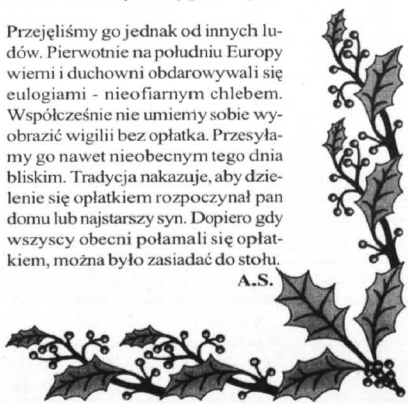 Przejęliśmy go jednak od innych lu-
dów. Pierwotnie na południu Europy
wierni i duchowni obdarowywali się
eulogiami - nieofiarnym chlebem.
Współcześnie nie umiemy sobie wy-
obrazić wigilii bez opłatka. Przesyła-
my go nawet nieobecnym tego dnia
bliskim. Tradycja nakazuje, aby dzie-
lenie się opłatkiem rozpoczynał pan
domu lub najstarszy syn. Dopiero gdy
wszyscy obecni połamali się opłat-
kiem, można było zasiadać do stołu.
A.S.